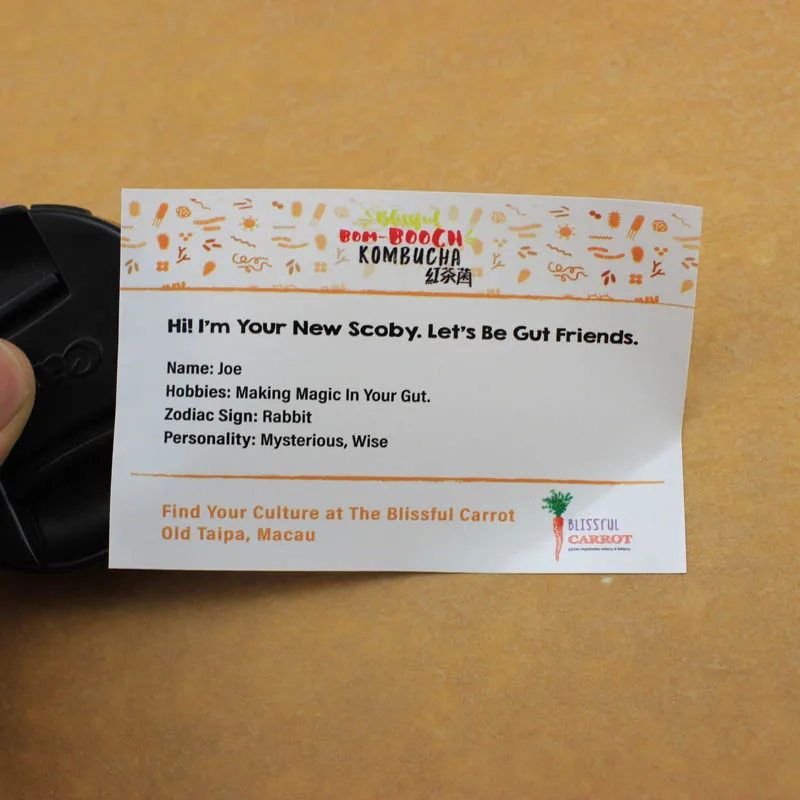 Blissful
BOM-BOOCH
KOMBUCHA
紅茶菌
Hi! I'm Your New Scoby. Let's Be Gut Friends.
Name: Joe
Hobbies: Making Magic In Your Gut.
Zodiac Sign: Rabbit
Personality: Mysterious, Wise
Find Your Culture at The Blissful Carrot
Old Taipa, Macau
BLISSFUL
CARROT